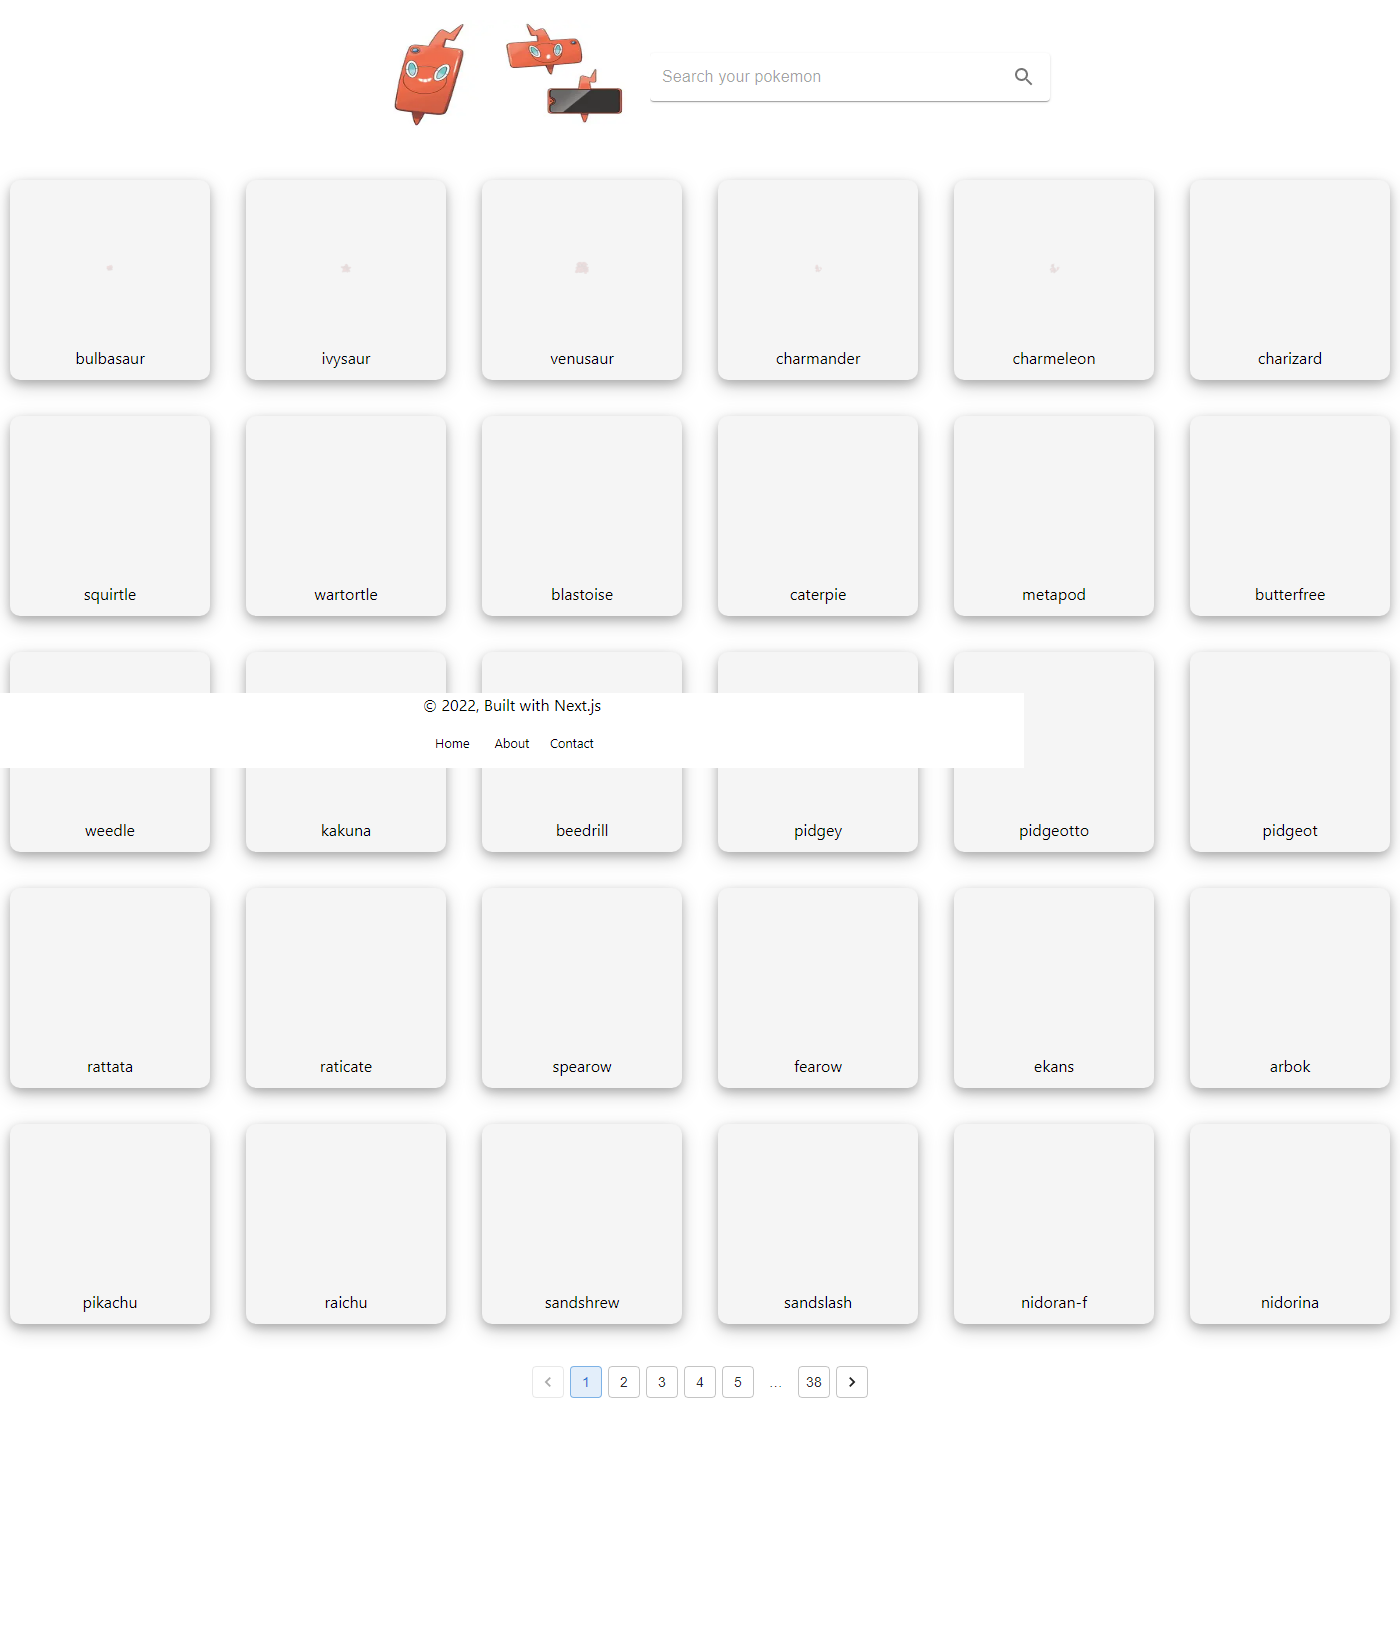 Search your pokemon
bulbasaur
ivysaur
venusaur
charmander
charmeleon
charizard
squirtle
wartortle
blastoise
caterpie
metapod
butterfree
© 2022, Built with Next.js
Home About Contact
weedle
kakuna
beedrill
pidgey
pidgeotto
pidgeot
rattata
raticate
spearow
fearow
ekans
arbok
pikachu
raichu
sandshrew
sandslash
nidoran-f
nidorina
1 2 3 4 5 ... 38